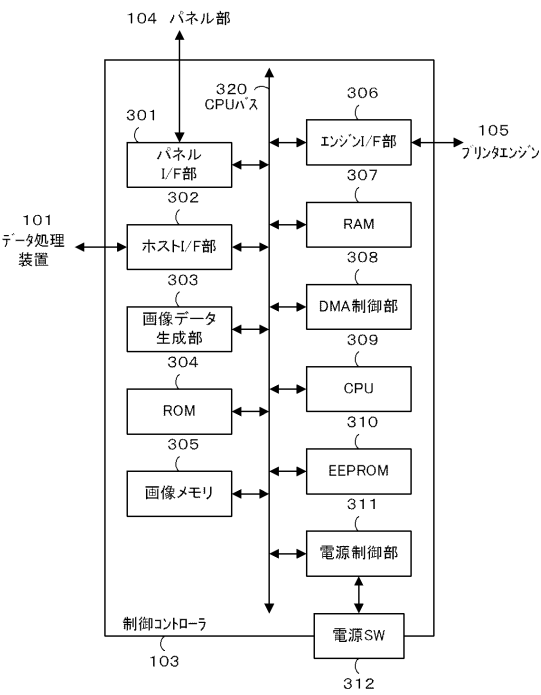 104 パネル部
320
CPUバス
301
パネル
I/F部
302
ホストI/F部
101
データ処理
装置
303
画像データ
生成部
304
ROM
305
画像メモリ
306
エンジンI/F部
105
プリンタエンジン
307
RAM
308
DMA制御部
309
CPU
310
EEPROM
311
電源制御部
電源SW
312
制御コントローラ
103